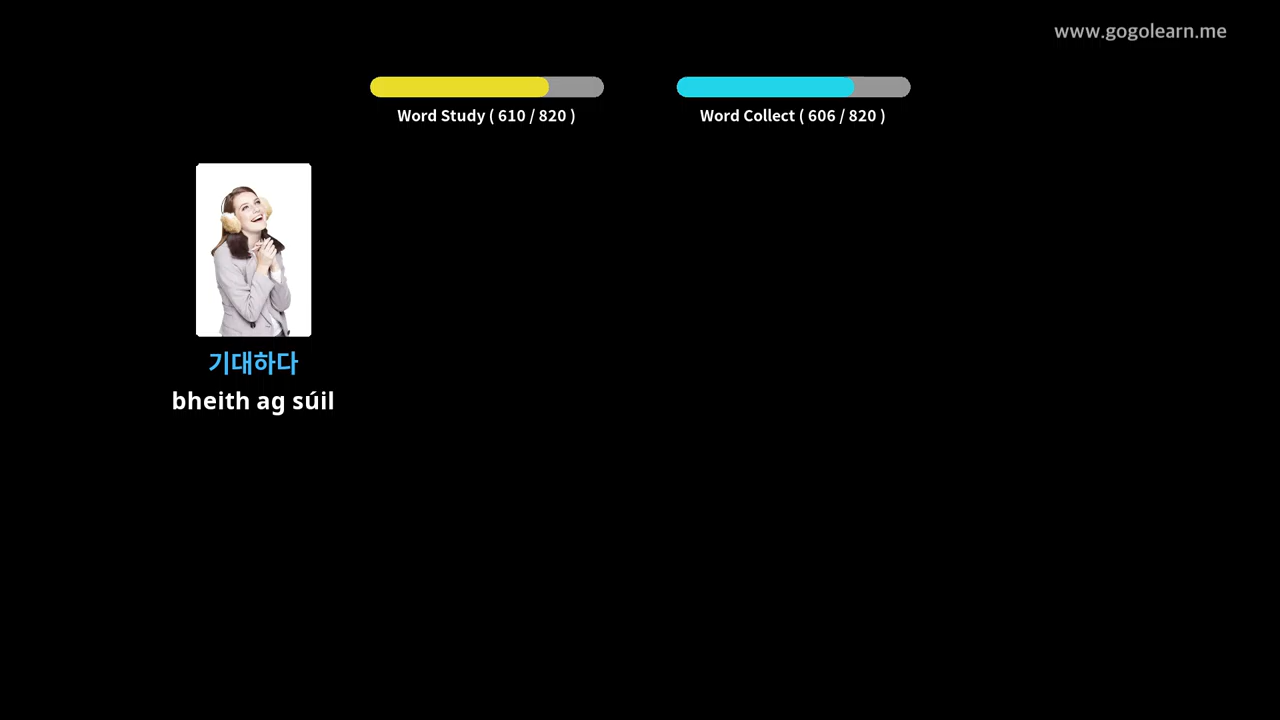 www.gogolearn.me
Word Study ( 610 / 820 )
Word Collect ( 606 / 820 )
기대하다
bheith ag súil